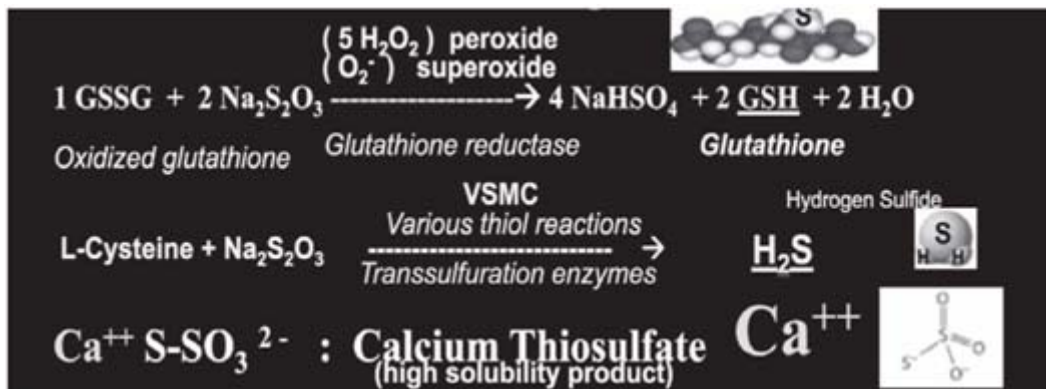 ( 5 H₂O₂ ) peroxide
( O₂⁻ ) superoxide
S
1 GSSG + 2 Na₂S₂O₃ --------------------→ 4 NaHSO₄ + 2 GSH + 2 H₂O
Oxidized glutathione Glutathione reductase Glutathione
VSMC
Various thiol reactions
Hydrogen Sulfide
L-Cysteine + Na₂S₂O₃ ------------------------- → H₂S
S
H H
Transsulfuration enzymes
Ca⁺⁺ S-SO₃ ²⁻ : Calcium Thiosulfate Ca⁺⁺
(high solubility product)
O
S O
S⁻ O⁻